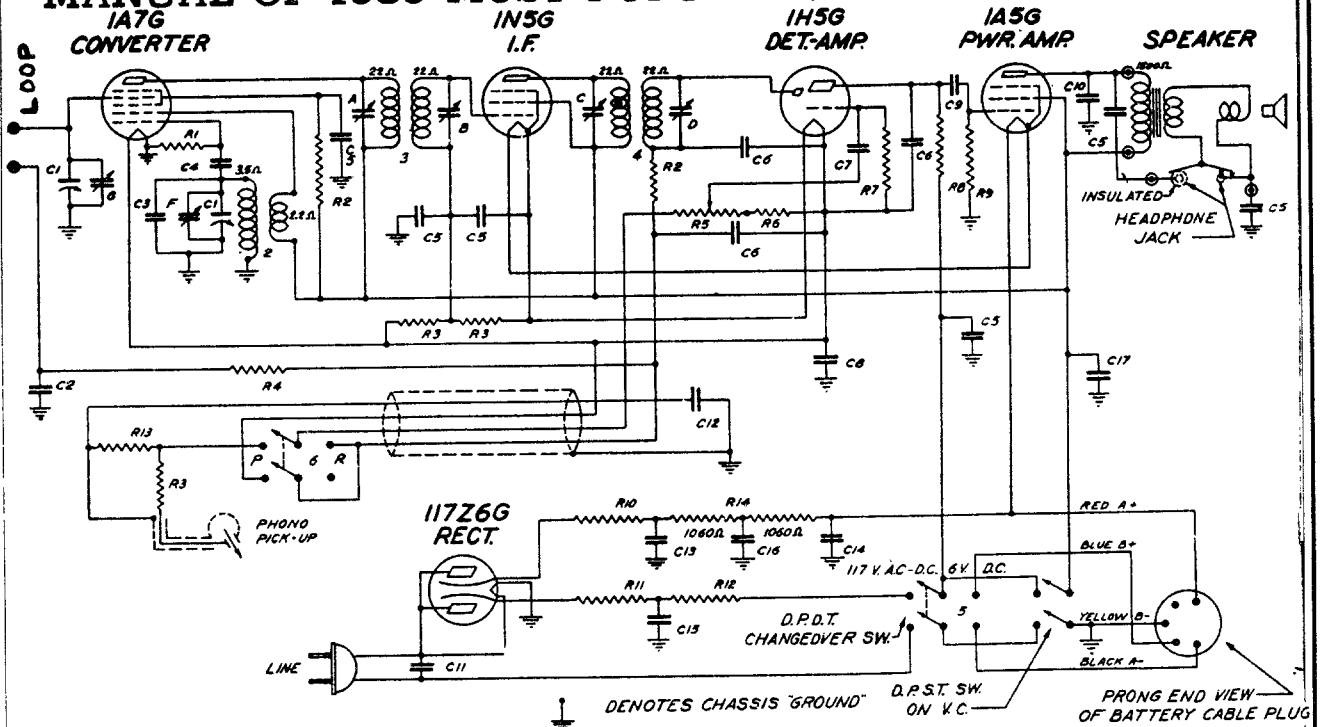 MANUAL OF
1A7G
CONVERTER
1N5G
I.F.
1H5G
DET.-AMP.
1A5G
PWR. AMP.
SPEAKER
LOOP
22Ω
22Ω
22Ω
22Ω
1500Ω
A
B
C
D
C9
C10
R1
C4
C5
3
4
C6
C7
C6
R2
R7
R8
R9
C5
C1
G
3.5Ω
C3
F
C1
2.2Ω
2
R2
C5
C5
R5
R6
C6
INSULATED
HEADPHONE
JACK
C5
R3
R3
C5
C2
R4
C8
C17
C12
R13
P
6
R
R3
PHONO
PICK-UP
117Z6G
RECT.
R10
R14
1060Ω
1060Ω
C13
C16
C14
RED A+
BLUE B+
117 V. A.C.-D.C.
6 V. D.C.
R11
R12
C15
5
D.P.D.T.
CHANGEOVER SW.
YELLOW B-
BLACK A-
LINE
C11
DENOTES CHASSIS "GROUND"
D.P.S.T. SW.
ON V.C.
PRONG END VIEW
OF BATTERY CABLE PLUG